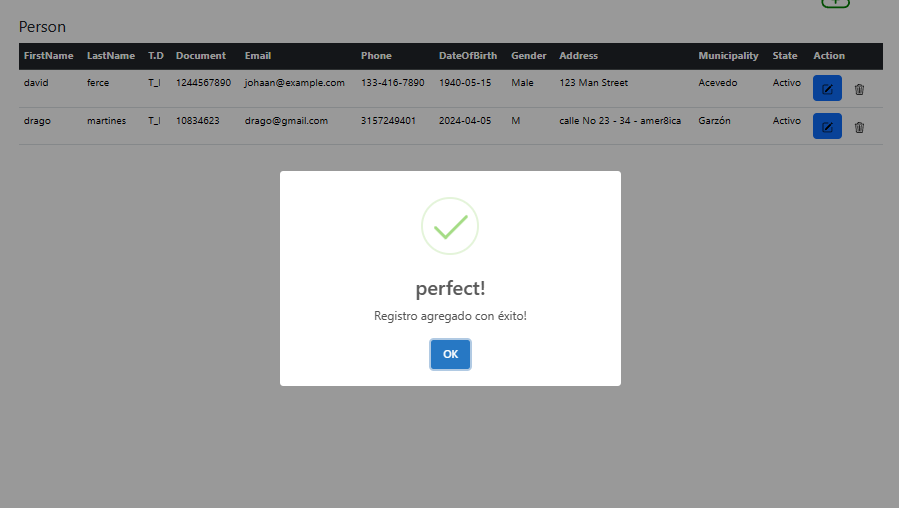 Person
FirstName LastName T.D Document Email Phone DateOfBirth Gender Address Municipality State Action
david ferce T_I 1244567890 johaan@example.com 133-416-7890 1940-05-15 Male 123 Man Street Acevedo Activo
drago martines T_I 10834623 drago@gmail.com 3157249401 2024-04-05 M calle No 23 - 34 - amer8ica Garzón Activo
perfect!
Registro agregado con éxito!
OK